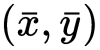 (x̄, ȳ)